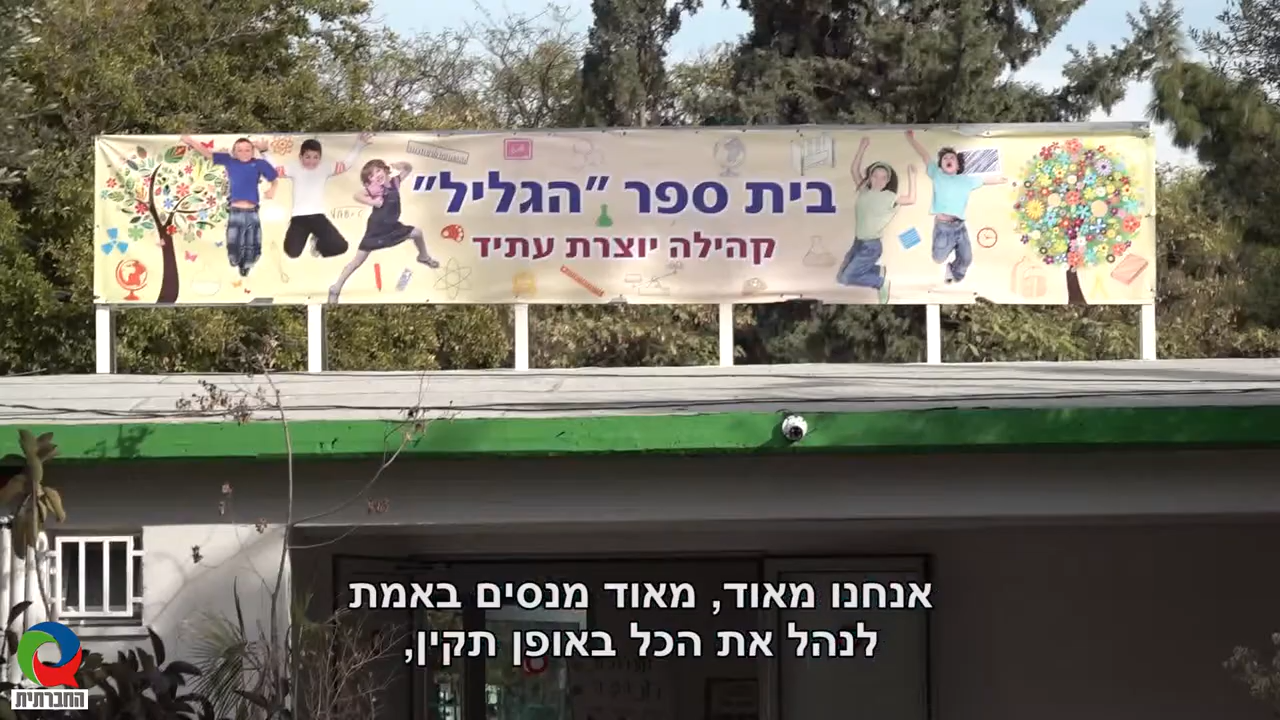 בית ספר "הגליל"
קהילה יוצרת עתיד
אנחנו מאוד, מאוד מנסים באמת
לנהל את הכל באופן תקין,
החברתית